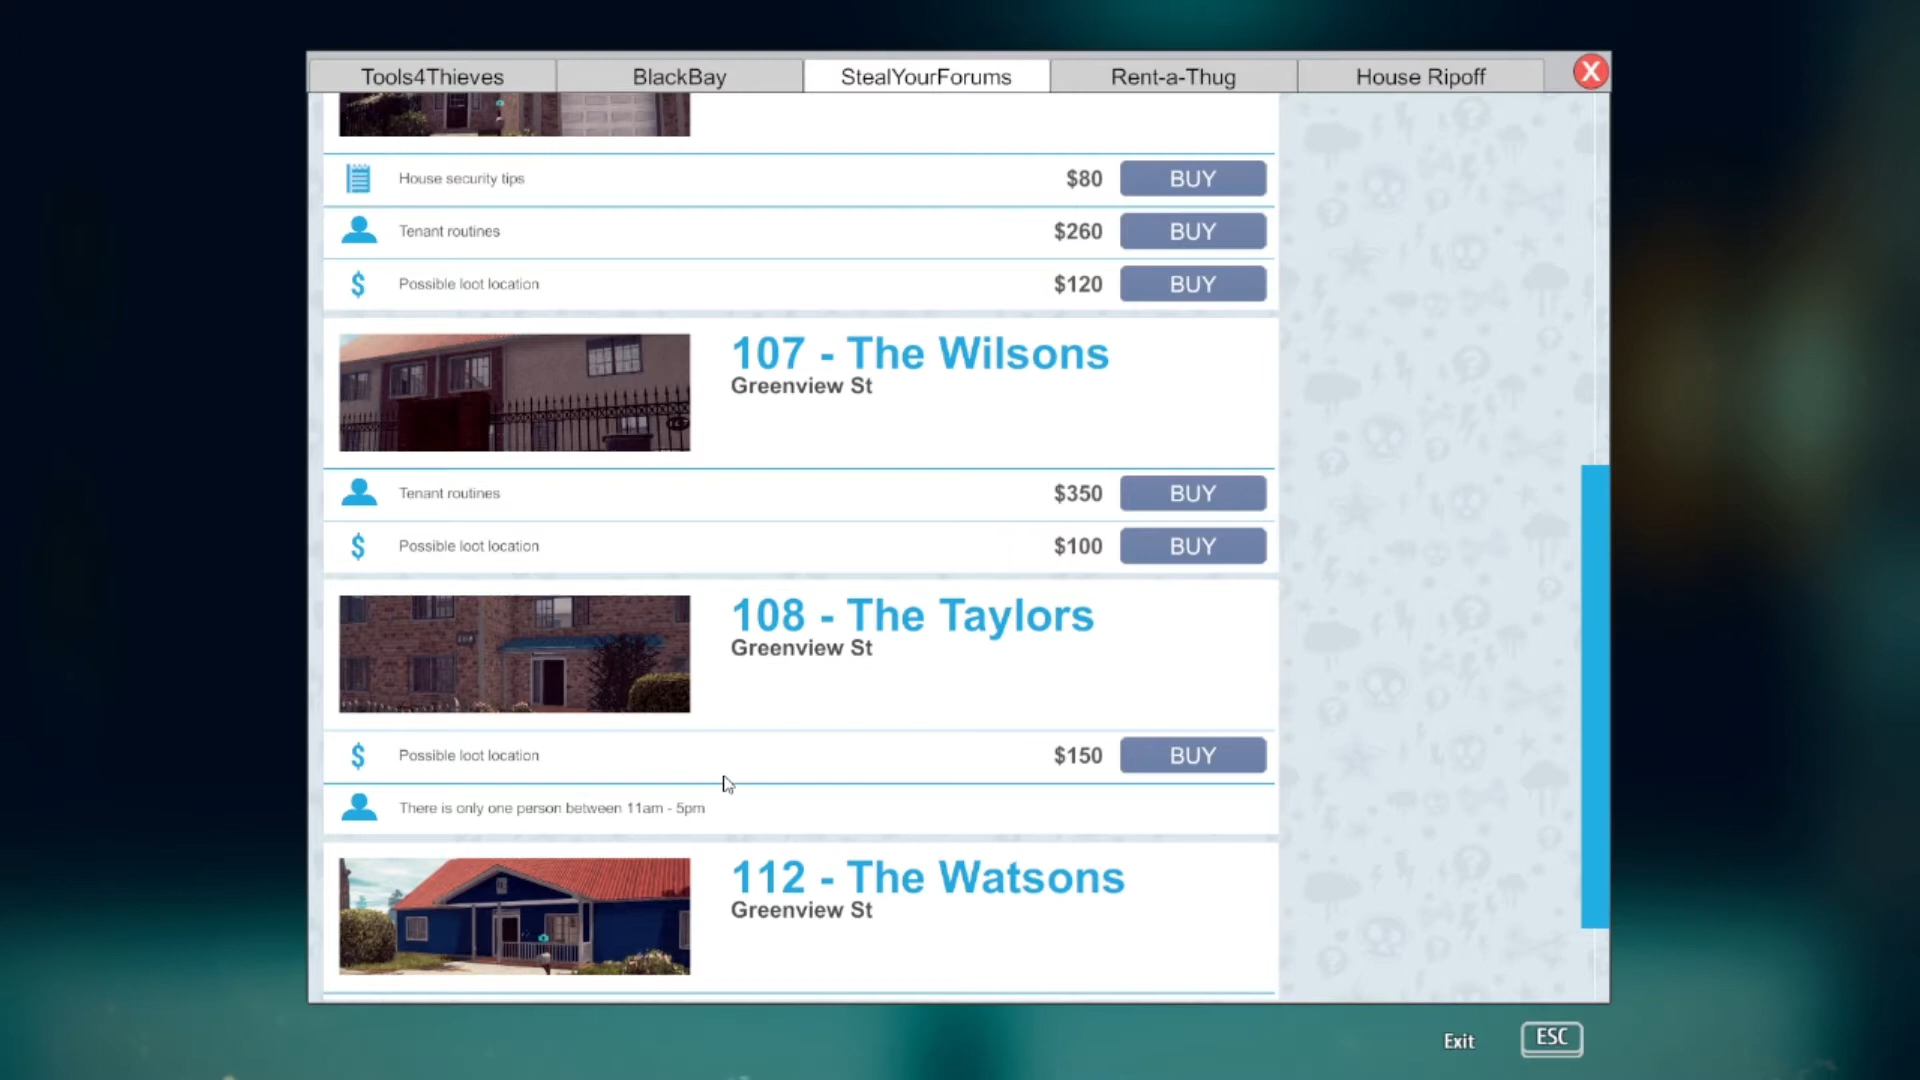 Tools4Thieves
BlackBay
StealYourForums
Rent-a-Thug
House Ripoff
X
House security tips $80 BUY
Tenant routines $260 BUY
Possible loot location $120 BUY
107 - The Wilsons
Greenview St
Tenant routines $350 BUY
Possible loot location $100 BUY
108 - The Taylors
Greenview St
Possible loot location $150 BUY
There is only one person between 11am - 5pm
112 - The Watsons
Greenview St
Exit ESC